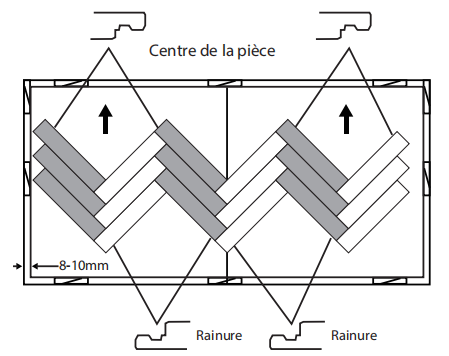 Centre de la pièce
8-10mm
Rainure
Rainure